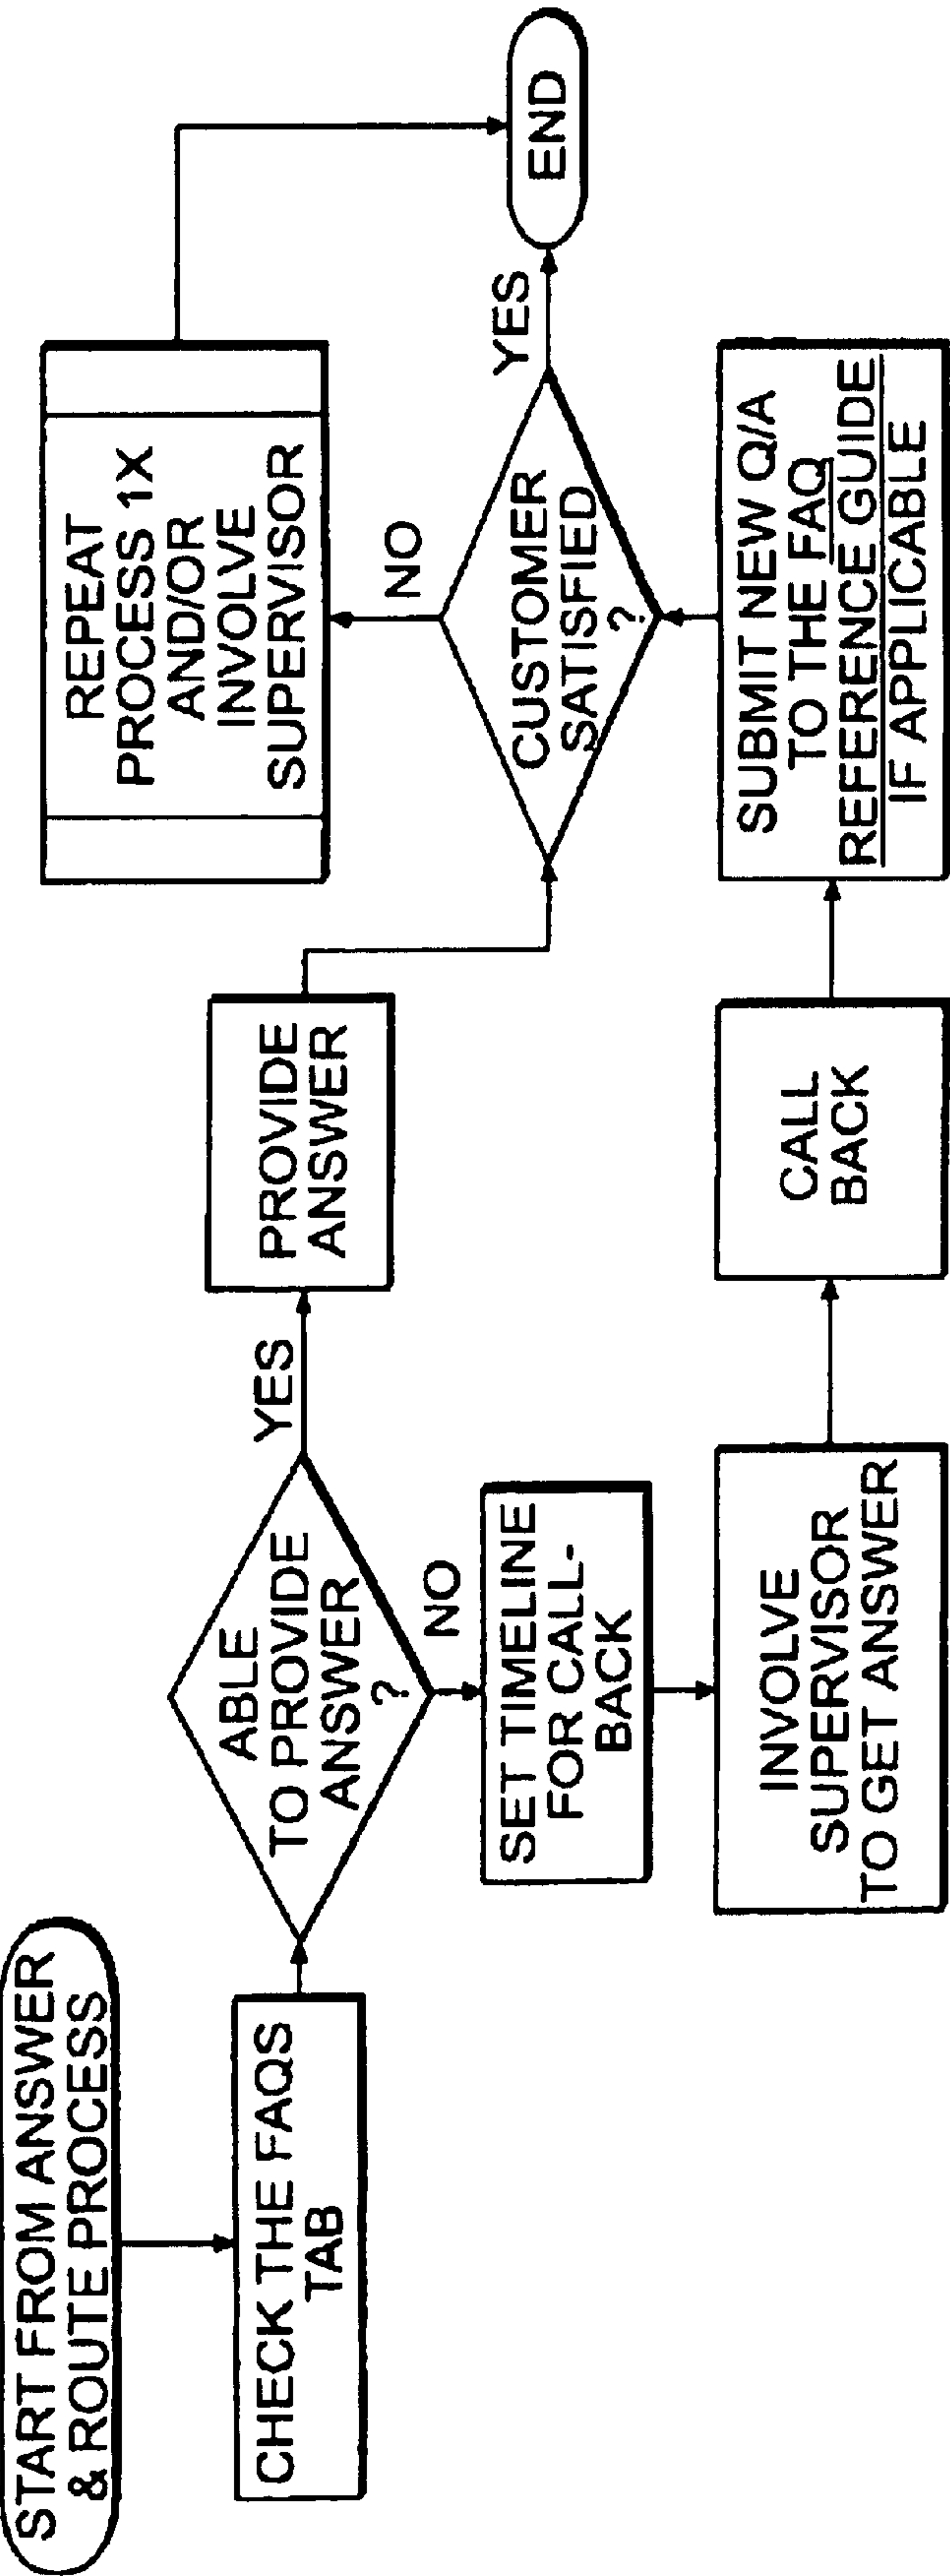 START FROM ANSWER
& ROUTE PROCESS
CHECK THE FAQS
TAB
ABLE
TO PROVIDE
ANSWER
?
YES
NO
PROVIDE
ANSWER
SET TIMELINE
FOR CALL-
BACK
INVOLVE
SUPERVISOR
TO GET ANSWER
CALL
BACK
SUBMIT NEW Q/A
TO THE FAQ
REFERENCE GUIDE
IF APPLICABLE
CUSTOMER
SATISFIED
?
NO
YES
REPEAT
PROCESS 1X
AND/OR
INVOLVE
SUPERVISOR
END